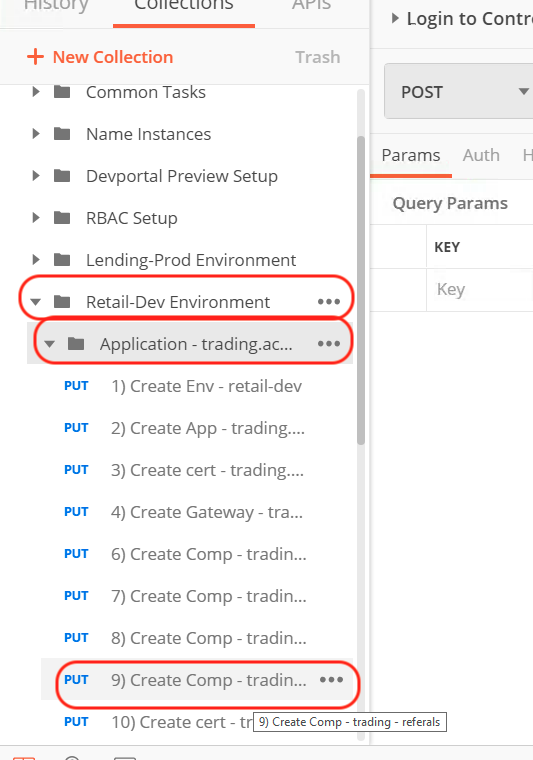 History Collections APIs
Login to Contr
New Collection Trash
Common Tasks
POST
Name Instances
Params Auth H
Devportal Preview Setup
Query Params
RBAC Setup
KEY
Lending-Prod Environment
Key
Retail-Dev Environment
Application - trading.ac...
PUT 1) Create Env - retail-dev
PUT 2) Create App - trading....
PUT 3) Create cert - trading....
PUT 4) Create Gateway - tra...
PUT 6) Create Comp - tradin...
PUT 7) Create Comp - tradin...
PUT 8) Create Comp - tradin...
PUT 9) Create Comp - tradin...
PUT 10) Create cert - tr
9) Create Comp - trading - referals